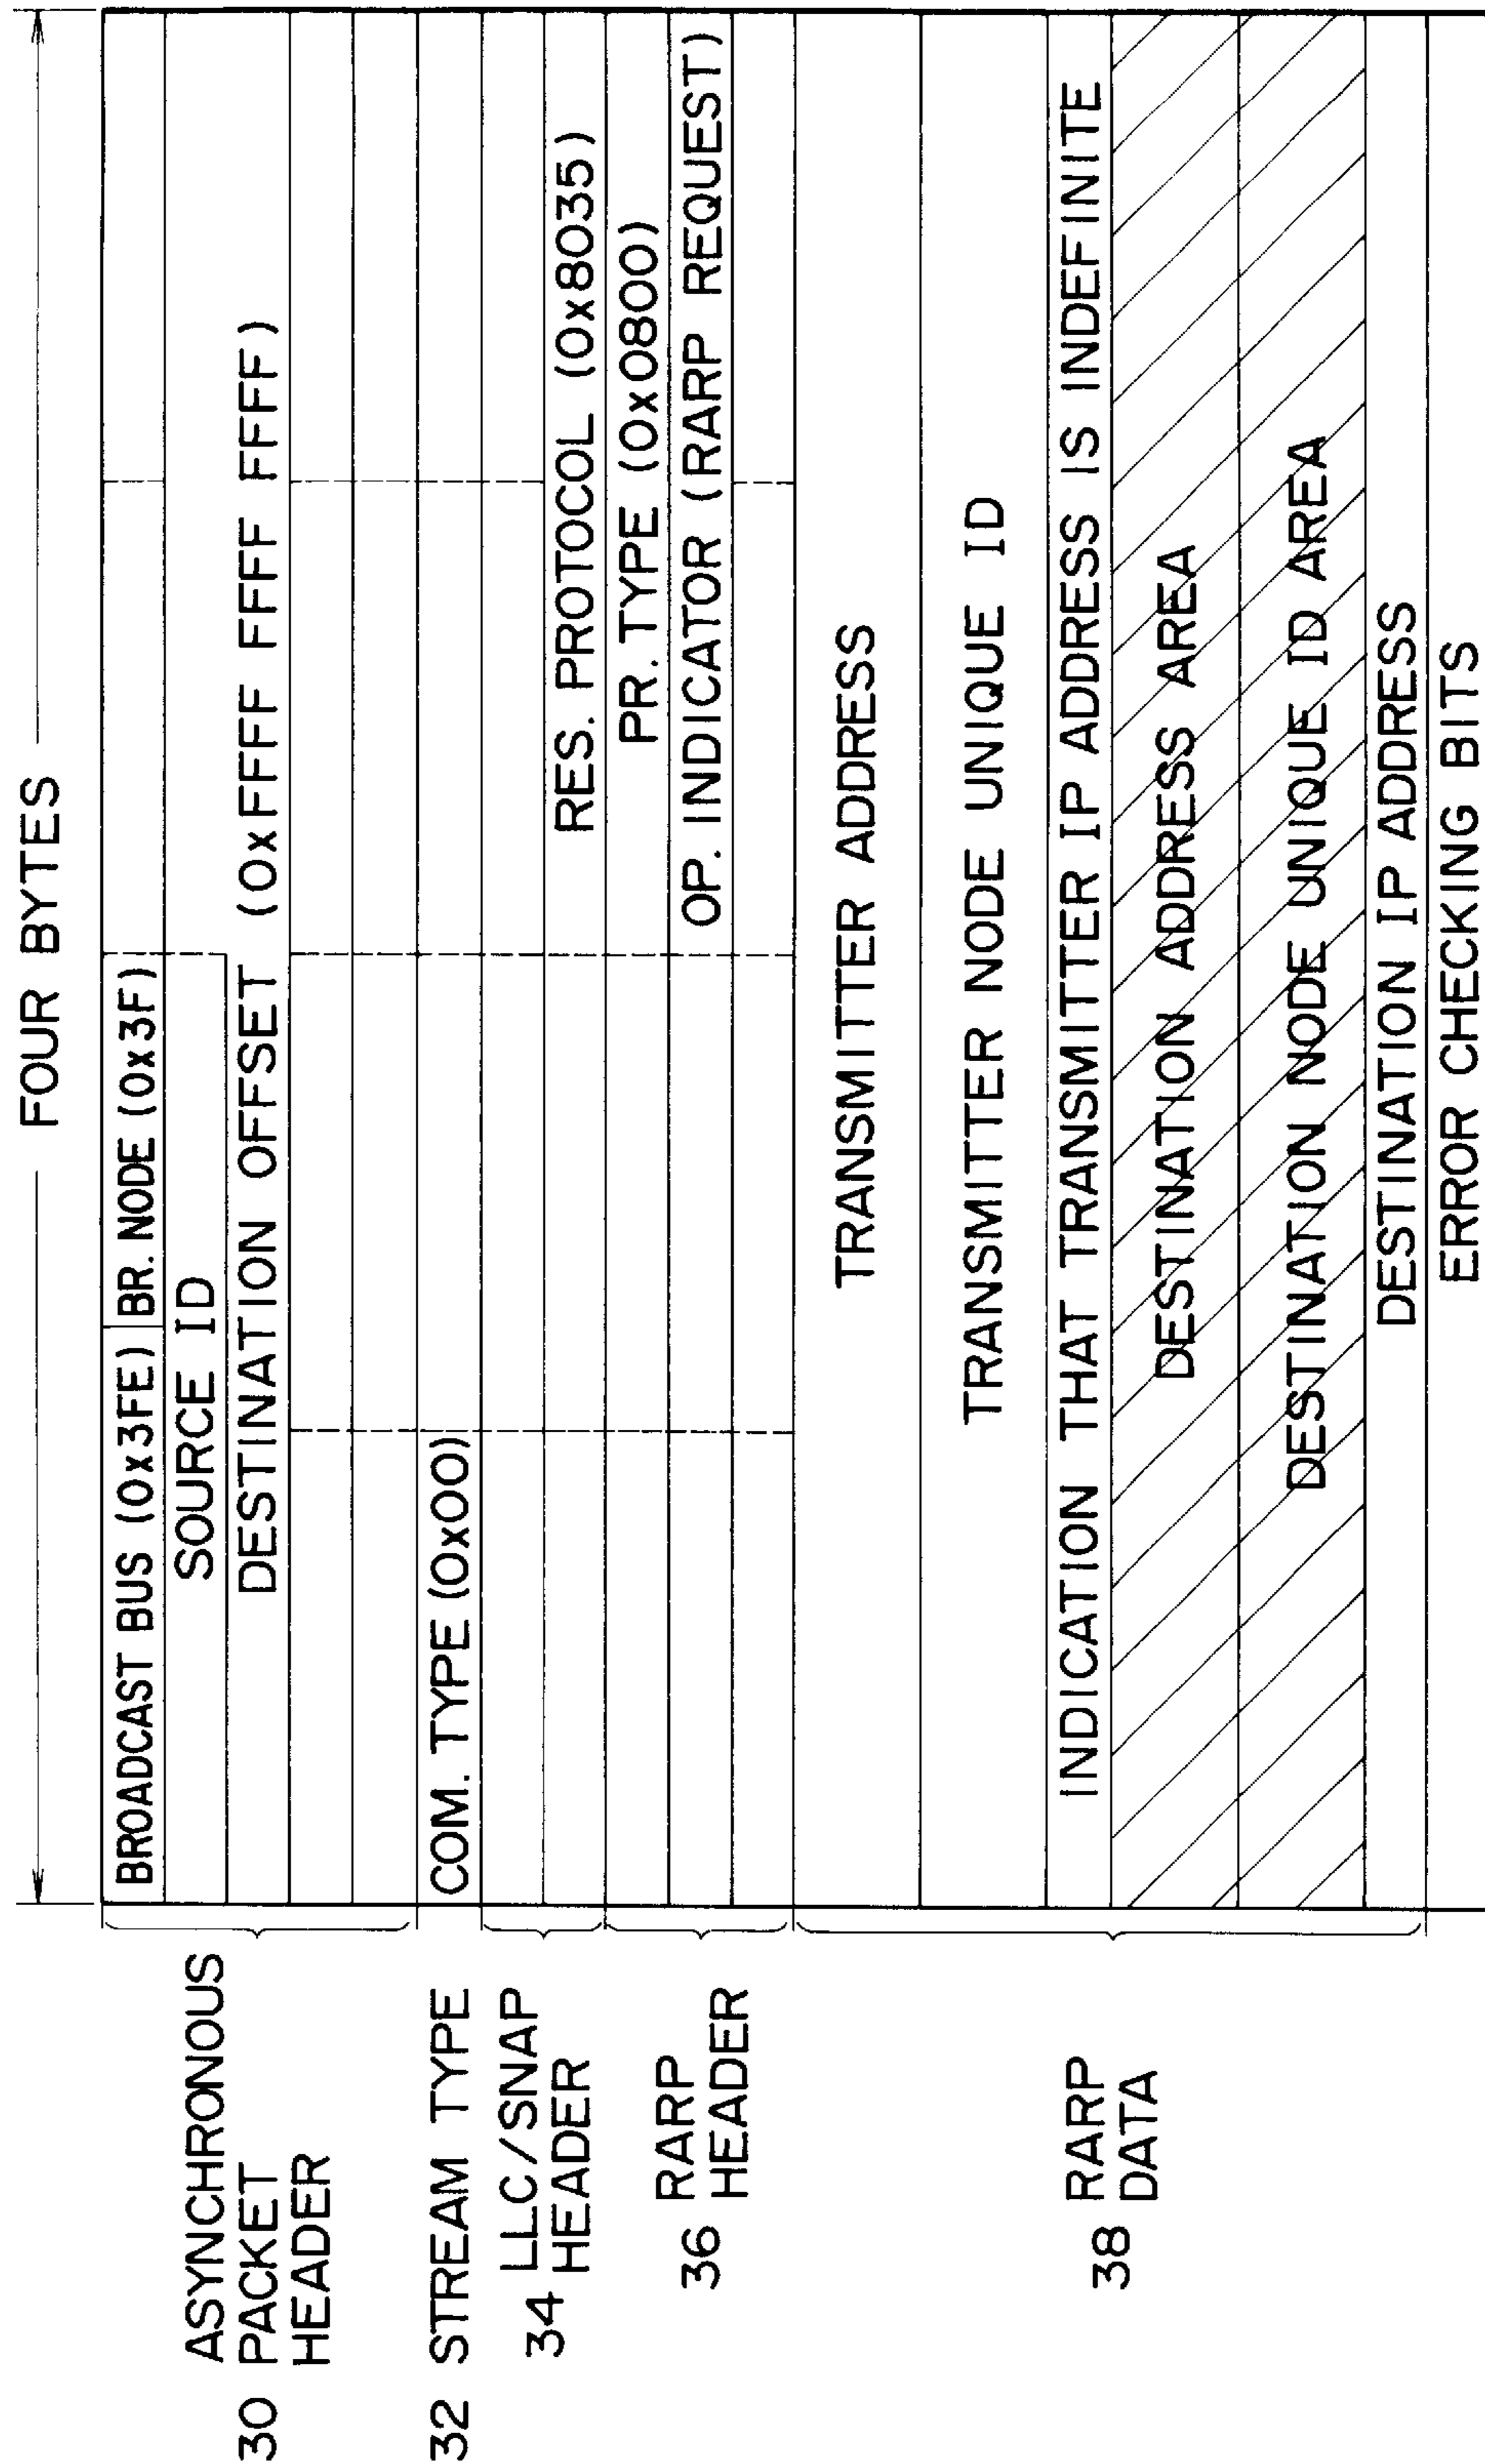 FOUR BYTES
BROADCAST BUS (0x3FE) BR. NODE (0x3F)
SOURCE ID
DESTINATION OFFSET (0xFFFF FFFF FFFF)
COM. TYPE (0x00)
RES. PROTOCOL (0x8035)
PR. TYPE (0x0800)
OP. INDICATOR (RARP REQUEST)
TRANSMITTER ADDRESS
TRANSMITTER NODE UNIQUE ID
INDICATION THAT TRANSMITTER IP ADDRESS IS INDEFINITE
DESTINATION ADDRESS AREA
DESTINATION NODE UNIQUE ID AREA
DESTINATION IP ADDRESS
ERROR CHECKING BITS
ASYNCHRONOUS
30 PACKET
HEADER
32 STREAM TYPE
34 LLC/SNAP
HEADER
36 RARP
HEADER
38 RARP
DATA